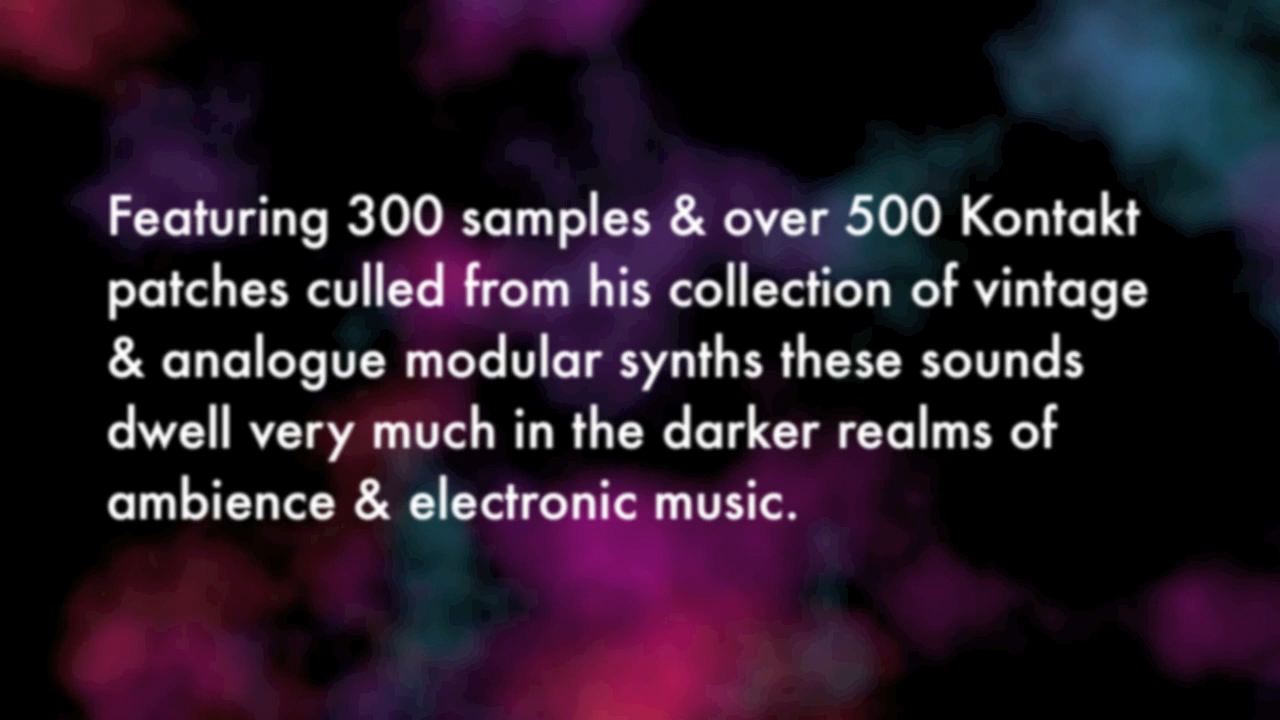 Featuring 300 samples & over 500 Kontakt
patches culled from his collection of vintage
& analogue modular synths these sounds
dwell very much in the darker realms of
ambience & electronic music.